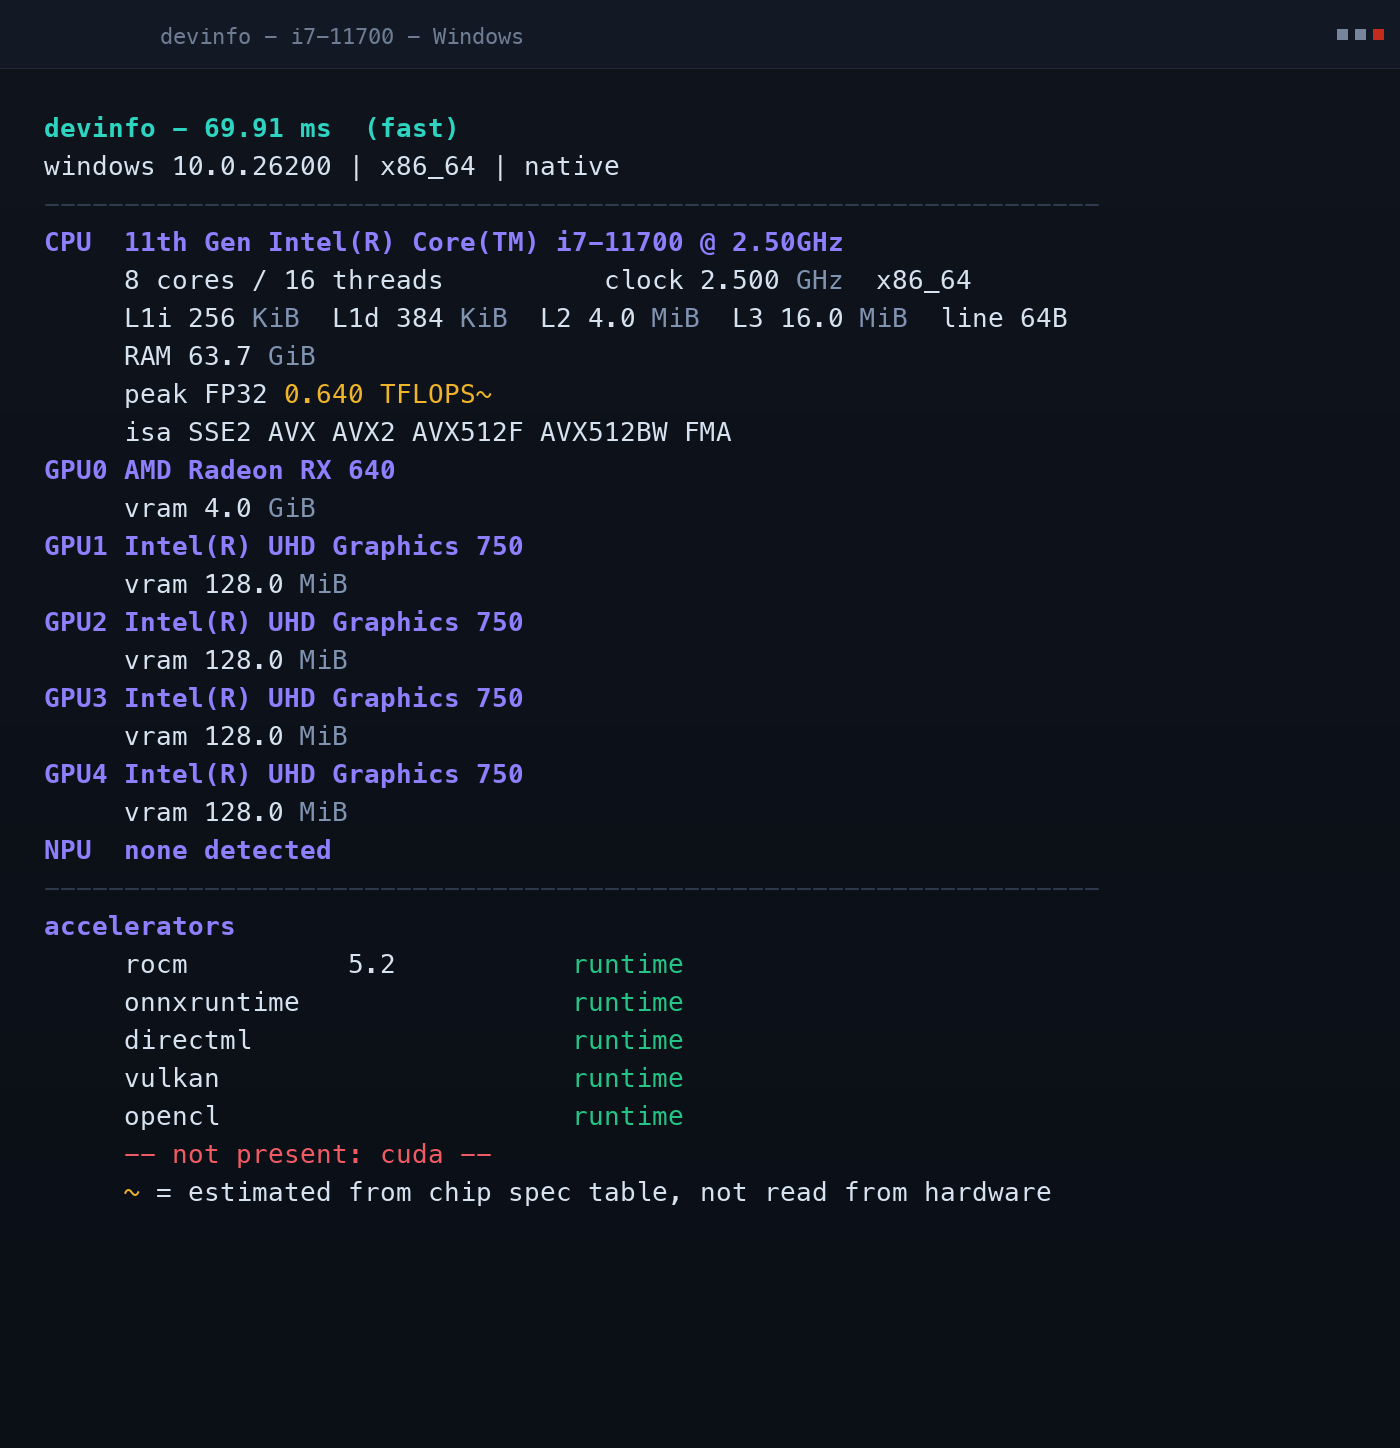 devinfo — i7-11700 — Windows
devinfo — 69.91 ms  (fast)
windows 10.0.26200 | x86_64 | native
──────────────────────────────────────────────────────────────────
CPU  11th Gen Intel(R) Core(TM) i7-11700 @ 2.50GHz
8 cores / 16 threads          clock 2.500 GHz  x86_64
L1i 256 KiB  L1d 384 KiB  L2 4.0 MiB  L3 16.0 MiB  line 64B
RAM 63.7 GiB
peak FP32 0.640 TFLOPS~
isa SSE2 AVX AVX2 AVX512F AVX512BW FMA
GPU0 AMD Radeon RX 640
vram 4.0 GiB
GPU1 Intel(R) UHD Graphics 750
vram 128.0 MiB
GPU2 Intel(R) UHD Graphics 750
vram 128.0 MiB
GPU3 Intel(R) UHD Graphics 750
vram 128.0 MiB
GPU4 Intel(R) UHD Graphics 750
vram 128.0 MiB
NPU  none detected
──────────────────────────────────────────────────────────────────
accelerators
rocm          5.2           runtime
onnxruntime                 runtime
directml                    runtime
vulkan                      runtime
opencl                      runtime
—— not present: cuda ——
~ = estimated from chip spec table, not read from hardware